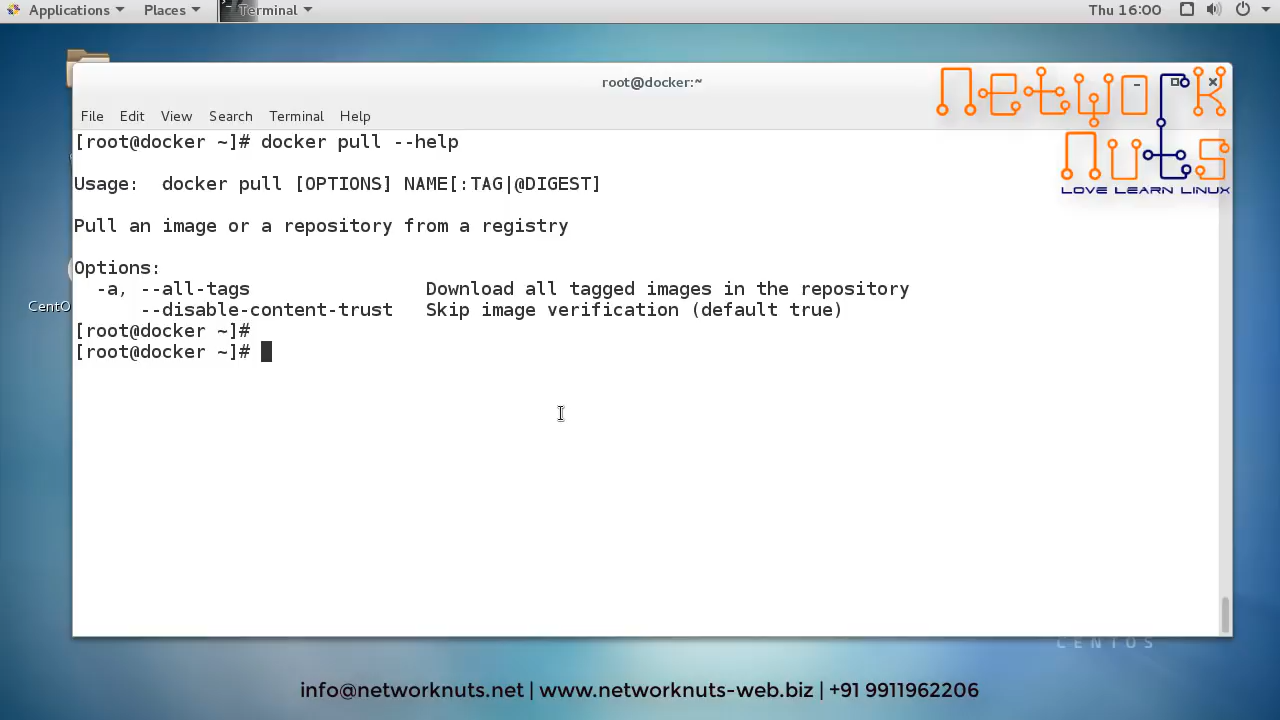 Applications Places Terminal Thu 16:00
root@docker:~
NETWORK
NUTS
LOVE LEARN LINUX
File Edit View Search Terminal Help
[root@docker ~]# docker pull --help
Usage:  docker pull [OPTIONS] NAME[:TAG|@DIGEST]
Pull an image or a repository from a registry
Options:
  -a, --all-tags                Download all tagged images in the repository
      --disable-content-trust   Skip image verification (default true)
[root@docker ~]#
[root@docker ~]#
CentO
CENTOS
info@networknuts.net | www.networknuts-web.biz | +91 9911962206